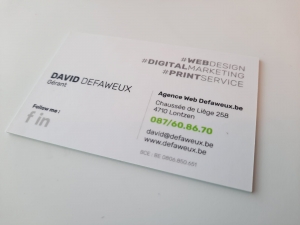 #WEBDESIGN
#DIGITALMARKETING
#PRINTSERVICE
DAVID DEFAWEUX
Gérant
Agence Web Defaweux.be
Chaussée de Liège 258
4710 Lontzen
087/60.86.70
david@defaweux.be
www.defaweux.be
Follow me :
f in